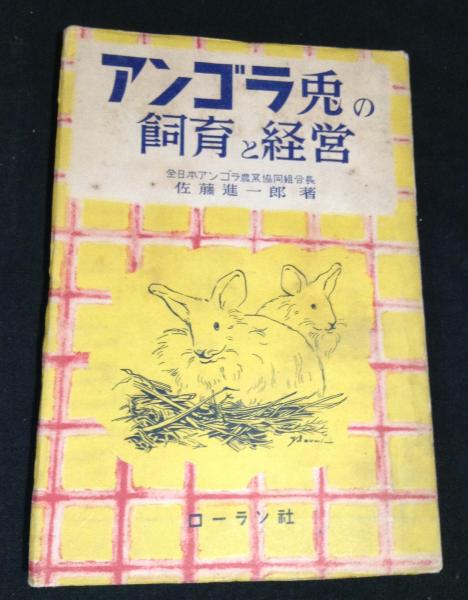 アンゴラ兎の
飼育と経営
全日本アンゴラ農業協同組合長
佐藤進一郎 著
ローラン社